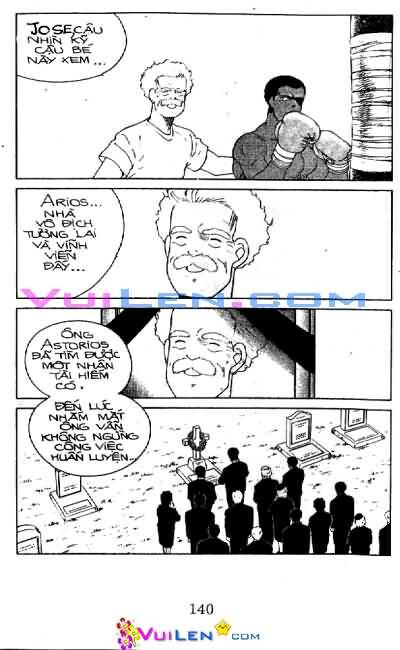 JOSE CẬU
NHÌN KỸ
CẬU BÉ
NÀY XEM...
ARIOS...
NHÀ
VÔ ĐỊCH
TƯƠNG LAI
VÀ VĨNH
VIỄN
ĐẤY...
VUILEN.COM
ÔNG
ASTORIOS
ĐÃ TÌM ĐƯỢC
MỘT NHÂN
TÀI HIẾM
CÓ.
ĐẾN LÚC
NHẮM MẮT
ÔNG VẪN
KHÔNG NGỪNG
CÔNG VIỆC
HUẤN LUYỆN...
140
VUILEN.COM